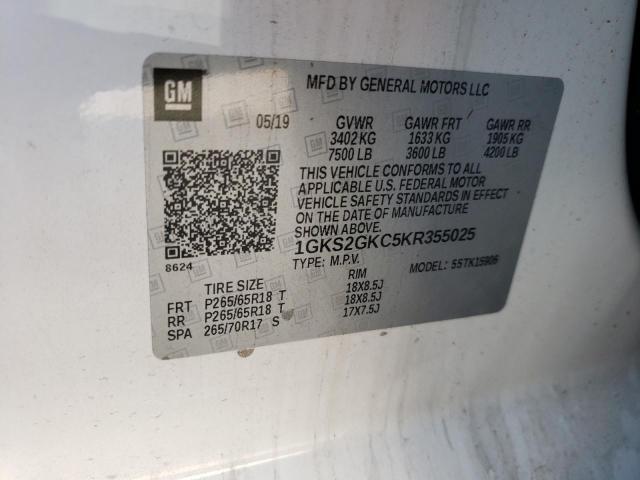 GM
MFD BY GENERAL MOTORS LLC
05/19 GVWR GAWR FRT GAWR RR
3402 KG 1633 KG 1905 KG
7500 LB 3600 LB 4200 LB
THIS VEHICLE CONFORMS TO ALL
APPLICABLE U.S. FEDERAL MOTOR
VEHICLE SAFETY STANDARDS IN EFFECT
ON THE DATE OF MANUFACTURE
SHOWN ABOVE.
1GKS2GKC5KR355025
8624
TYPE: M.P.V. MODEL: 55TK15906
TIRE SIZE RIM
FRT P265/65R18 T 18X8.5J
RR P265/65R18 T 18X8.5J
SPA 265/70R17 S 17X7.5J